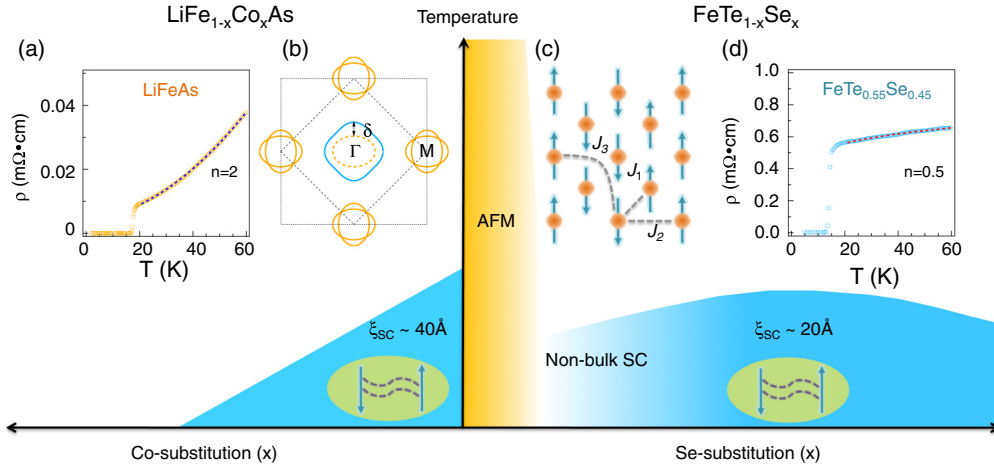 LiFe1-xCoxAs
Temperature
FeTe1-xSex
(a)
0.04
0.02
0
ρ (mΩ•cm)
LiFeAs
n=2
0
20
40
60
T (K)
(b)
δ
Γ
M
AFM
(c)
J3
J1
J2
(d)
1.0
0.8
0.6
0.4
0.2
0.0
ρ (mΩ•cm)
FeTe0.55Se0.45
n=0.5
0
20
40
60
T (K)
ξSC ~ 40Å
Non-bulk SC
ξSC ~ 20Å
Co-substitution (x)
Se-substitution (x)